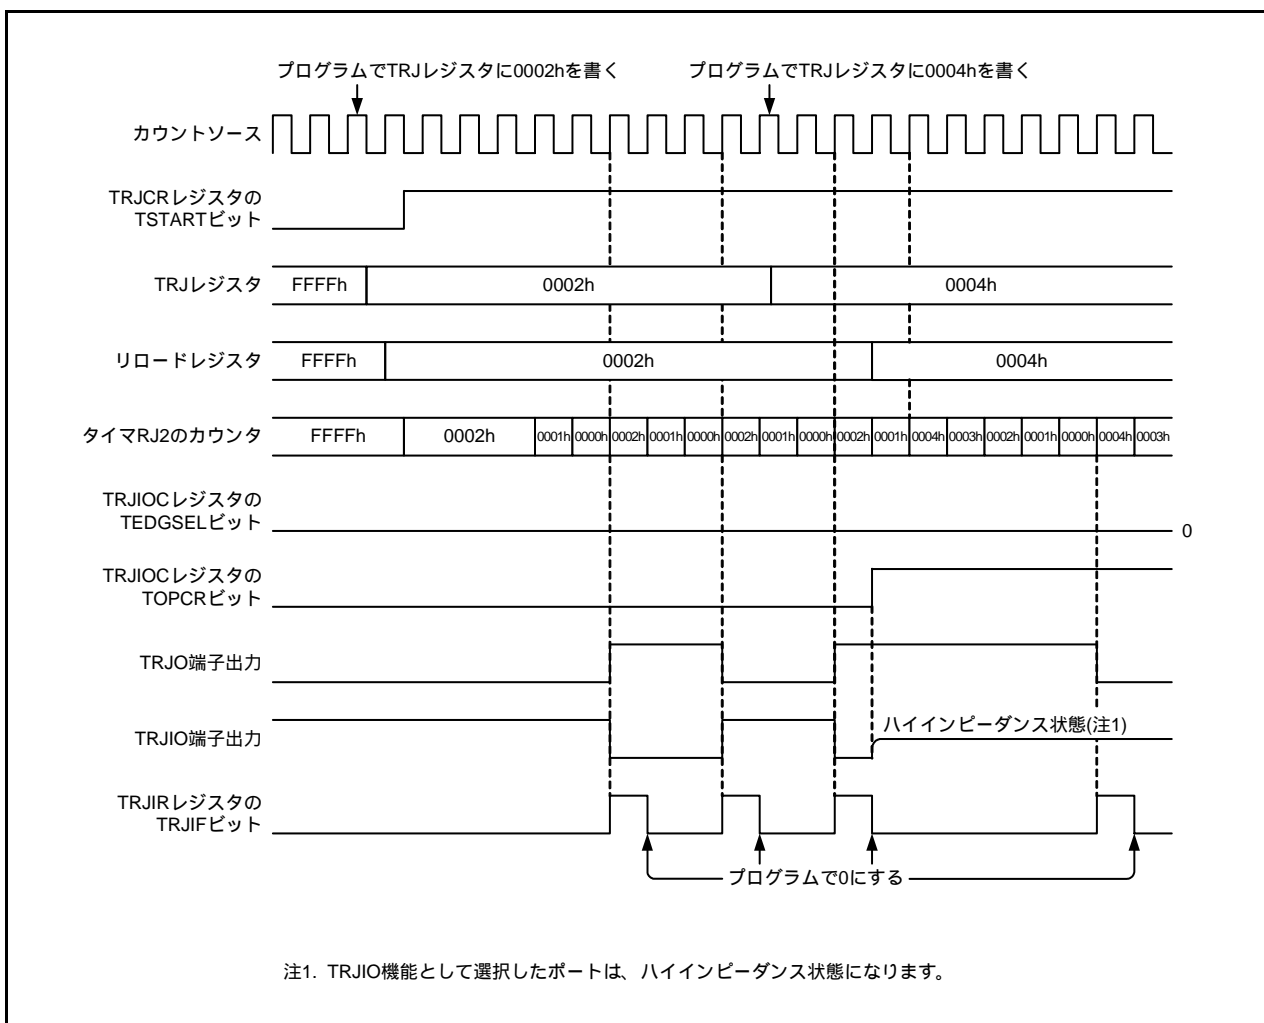 プログラムでTRJレジスタに0002hを書く
プログラムでTRJレジスタに0004hを書く
カウントソース
TRJCRレジスタの
TSTARTビット
TRJレジスタ
FFFFh
0002h
0004h
リロードレジスタ
FFFFh
0002h
0004h
タイマRJ2のカウンタ
FFFFh
0002h
0001h
0000h
0002h
0001h
0000h
0002h
0001h
0000h
0002h
0001h
0004h
0003h
0002h
0001h
0000h
0004h
0003h
TRJIOCレジスタの
TEDGSELビット
0
TRJIOCレジスタの
TOPCRビット
TRJO端子出力
TRJIO端子出力
ハイインピーダンス状態(注1)
TRJIRレジスタの
TRJIFビット
プログラムで0にする
注1. TRJIO機能として選択したポートは、ハイインピーダンス状態になります。